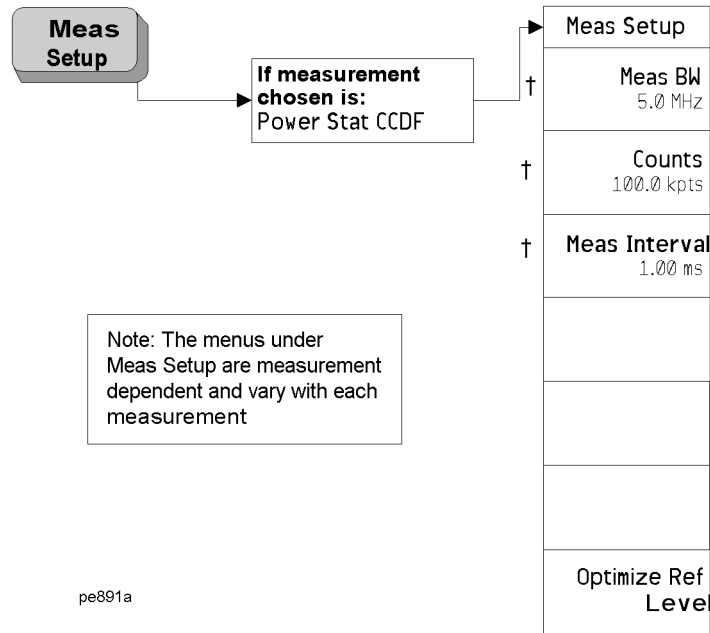 Meas
Setup
If measurement
chosen is:
Power Stat CCDF
Meas Setup
†
Meas BW
5.0 MHz
†
Counts
100.0 kpts
†
Meas Interval
1.00 ms
Note: The menus under
Meas Setup are measurement
dependent and vary with each
measurement
Optimize Ref
Level
pe891a